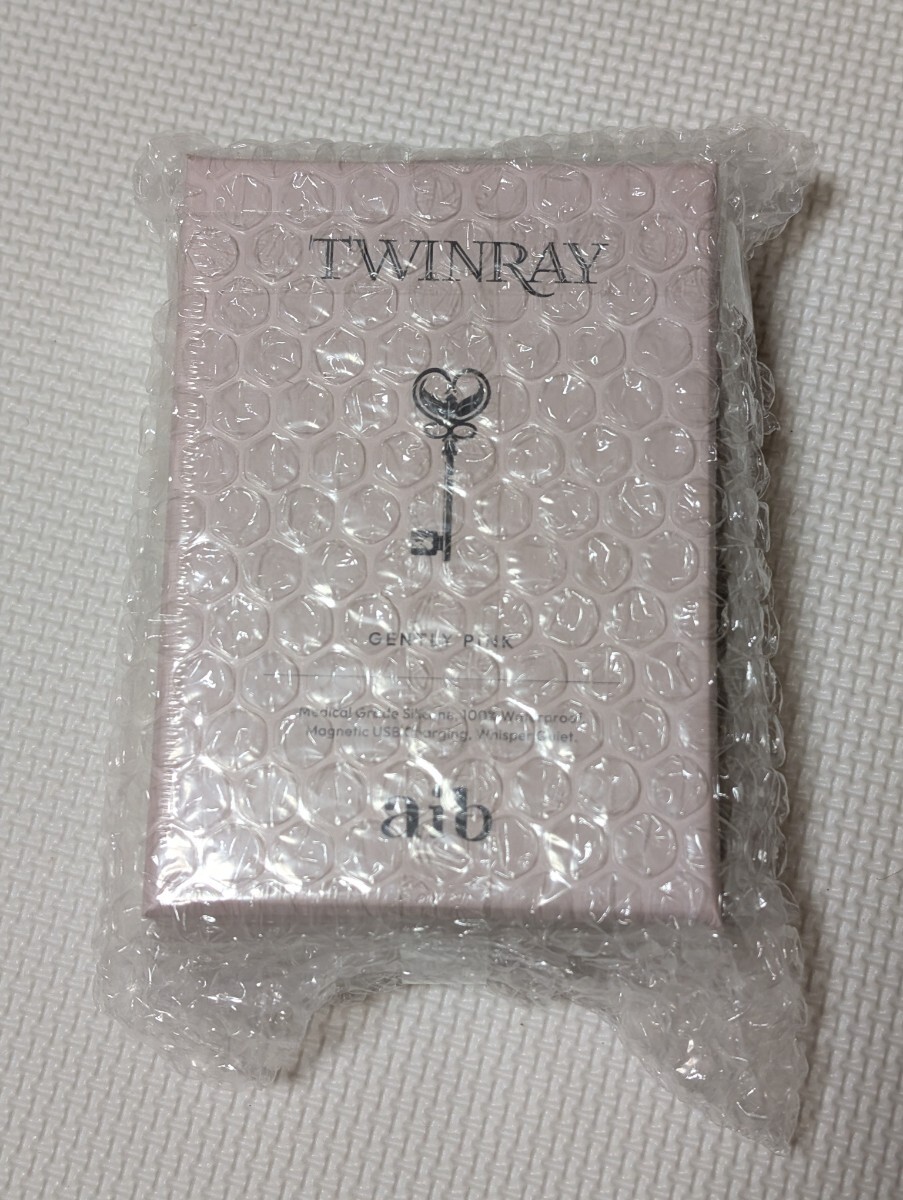 TWINRAY
GENTLY PINK
Medical Grade Silicone. 100% Waterproof.
Magnetic USB Charging. Whisper Quiet.
aib